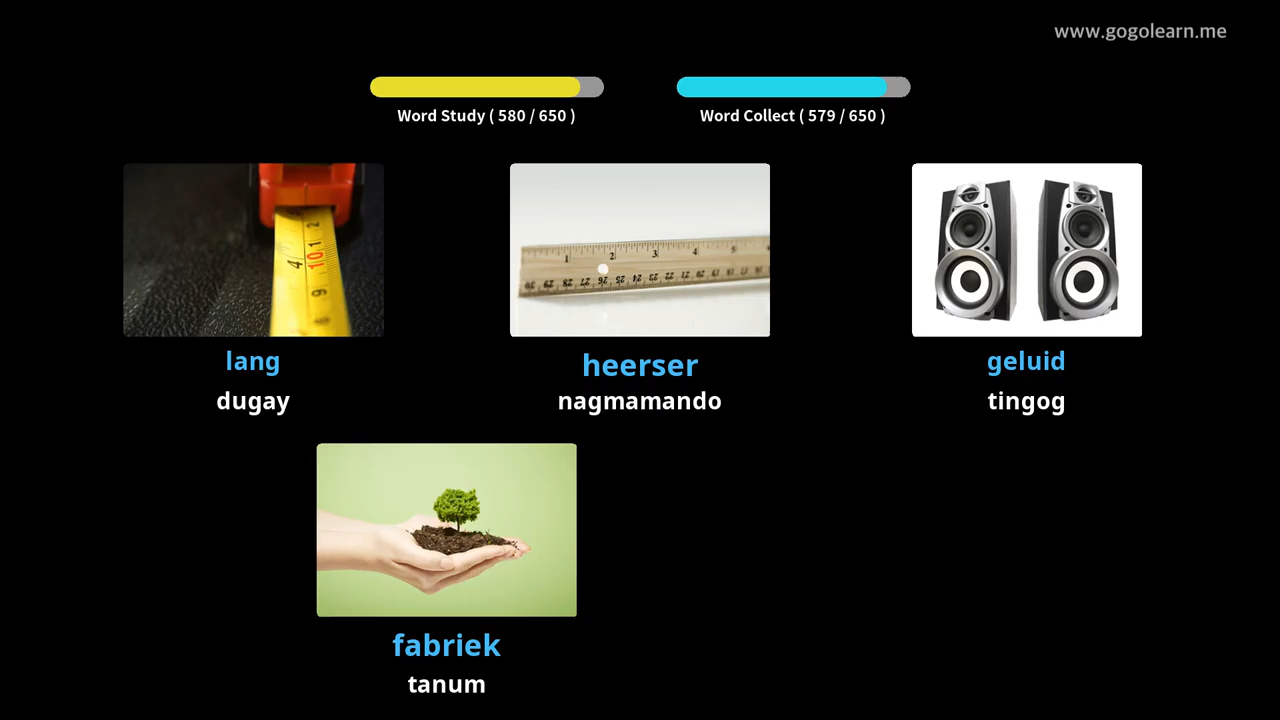 www.gogolearn.me
Word Study ( 580 / 650 )
Word Collect ( 579 / 650 )
lang
dugay
heerser
nagmamando
geluid
tingog
fabriek
tanum